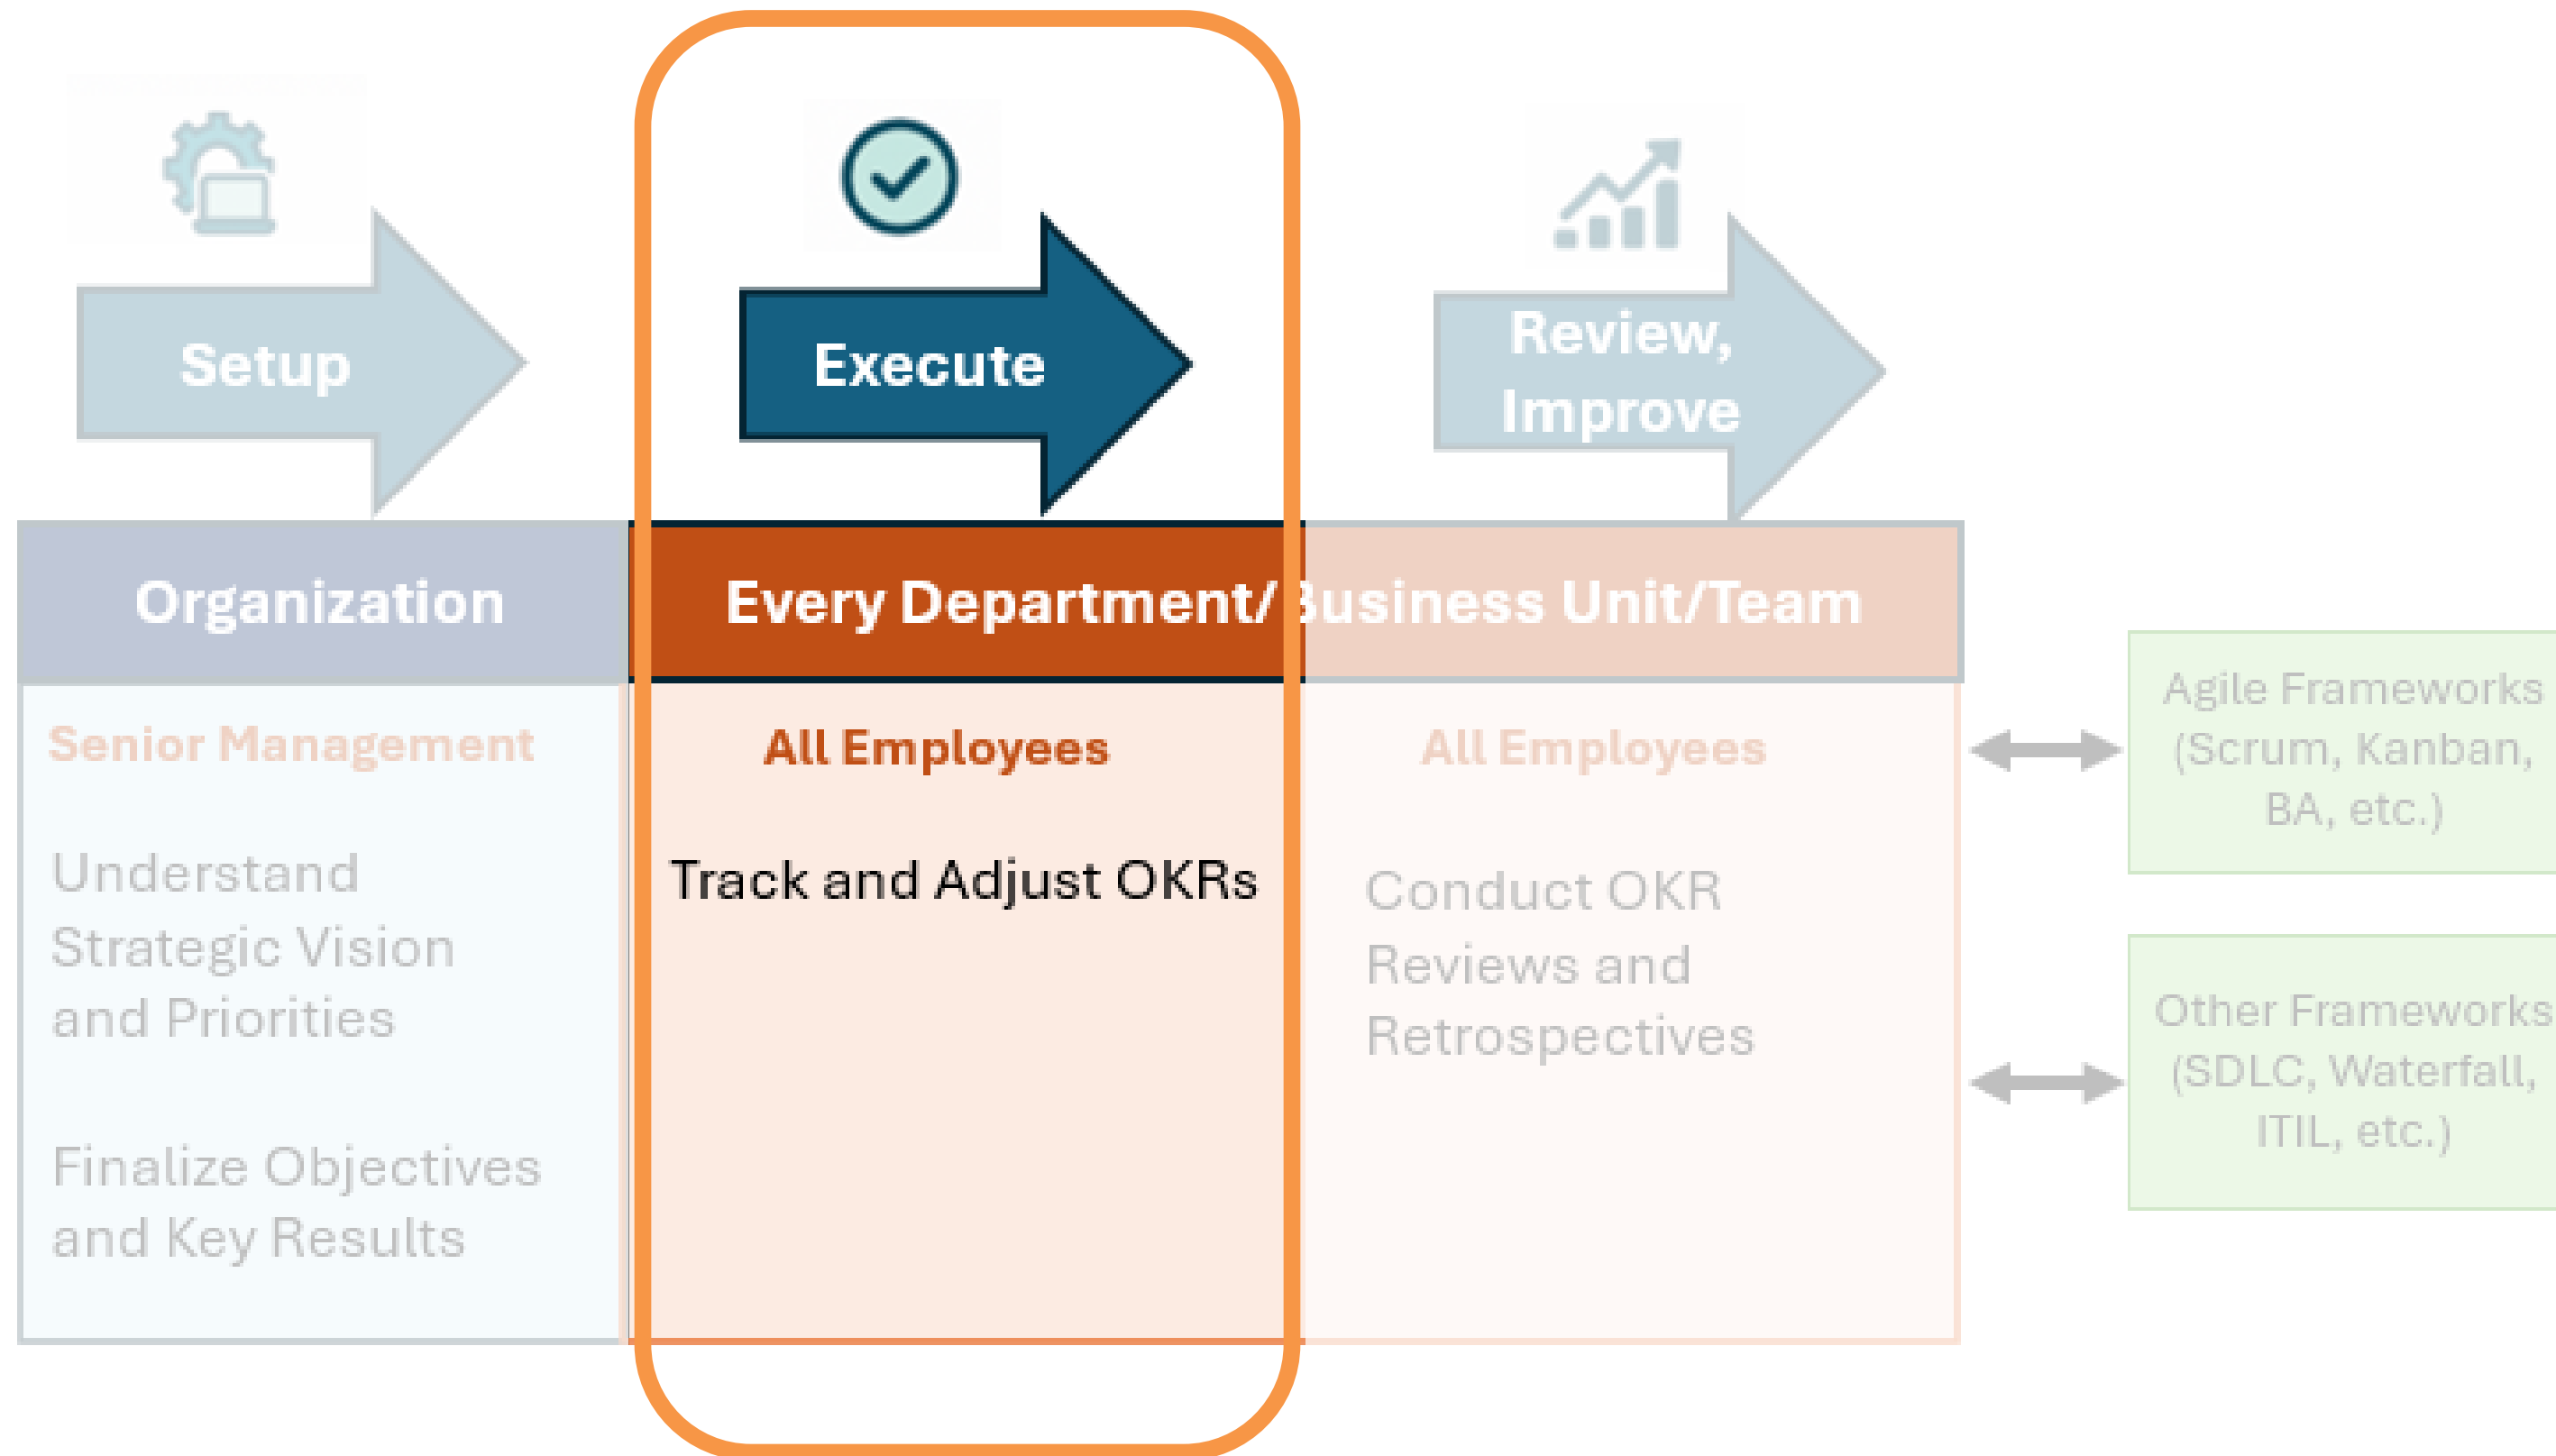 Setup
Execute
Review,
Improve
Organization
Every Department/Business Unit/Team
Senior Management
Understand
Strategic Vision
and Priorities
Finalize Objectives
and Key Results
All Employees
Track and Adjust OKRs
All Employees
Conduct OKR
Reviews and
Retrospectives
Agile Frameworks
(Scrum, Kanban,
BA, etc.)
Other Frameworks
(SDLC, Waterfall,
ITIL, etc.)